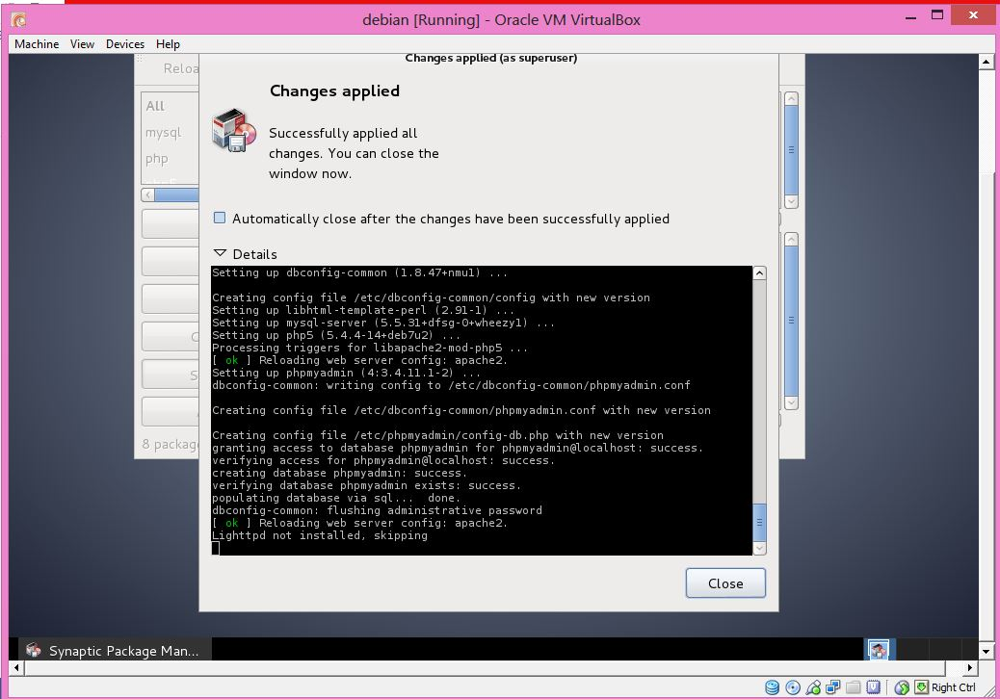 debian [Running] - Oracle VM VirtualBox
Machine View Devices Help
Changes applied (as superuser)
Reloa
Changes applied
All
mysql
php
Successfully applied all
changes. You can close the
window now.
Automatically close after the changes have been successfully applied
Details
Setting up dbconfig-common (1.8.47+nmu1) ...
Creating config file /etc/dbconfig-common/config with new version
Setting up libhtml-template-perl (2.91-1) ...
Setting up mysql-server (5.5.31+dfsg-0+wheezy1) ...
Setting up php5 (5.4.4-14+deb7u2) ...
Processing triggers for libapache2-mod-php5 ...
[ ok ] Reloading web server config: apache2.
Setting up phpmyadmin (4:3.4.11.1-2) ...
dbconfig-common: writing config to /etc/dbconfig-common/phpmyadmin.conf
Creating config file /etc/dbconfig-common/phpmyadmin.conf with new version
Creating config file /etc/phpmyadmin/config-db.php with new version
granting access to database phpmyadmin for phpmyadmin@localhost: success.
verifying access for phpmyadmin@localhost: success.
creating database phpmyadmin: success.
verifying database phpmyadmin exists: success.
populating database via sql...  done.
dbconfig-common: flushing administrative password
[ ok ] Reloading web server config: apache2.
Lighttpd not installed, skipping
8 package
Close
Synaptic Package Man...
Right Ctrl